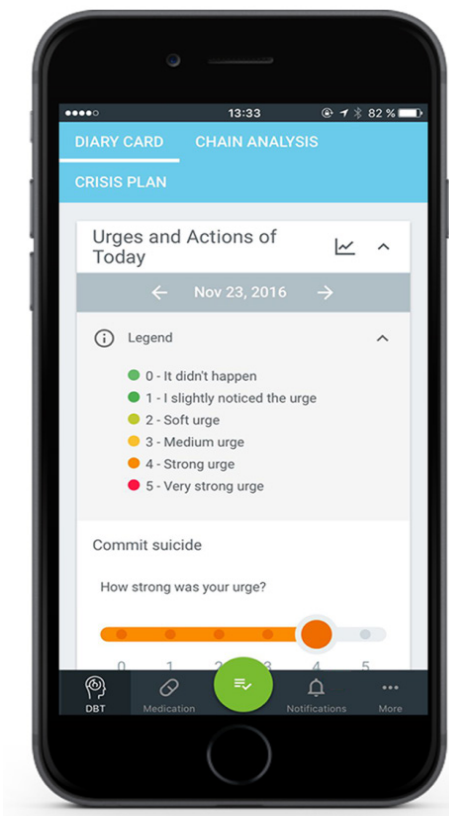 13:33 82 %
DIARY CARD CHAIN ANALYSIS
CRISIS PLAN
Urges and Actions of
Today
← Nov 23, 2016 →
Legend
0 - It didn't happen
1 - I slightly noticed the urge
2 - Soft urge
3 - Medium urge
4 - Strong urge
5 - Very strong urge
Commit suicide
How strong was your urge?
0 1 2 3 4 5
DBT Medication Notifications More